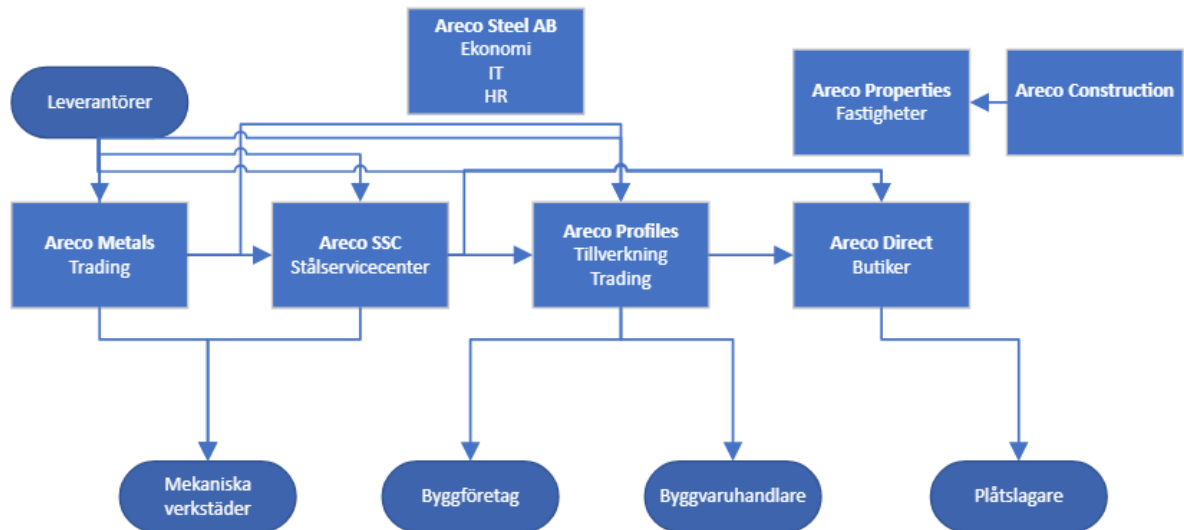 Areco Steel AB
Ekonomi
IT
HR
Leverantörer
Areco Properties
Fastigheter
Areco Construction
Areco Metals
Trading
Areco SSC
Stålservicecenter
Areco Profiles
Tillverkning
Trading
Areco Direct
Butiker
Mekaniska
verkstäder
Byggföretag
Byggvaruhandlare
Plåtslagare